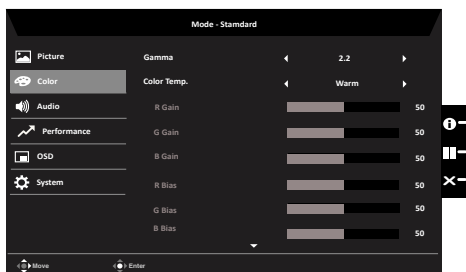 Mode - Stamdard
Picture
Color
Audio
Performance
OSD
System
Gamma 2.2
Color Temp. Warm
R Gain 50
G Gain 50
B Gain 50
R Bias 50
G Bias 50
B Bias 50
Move Enter